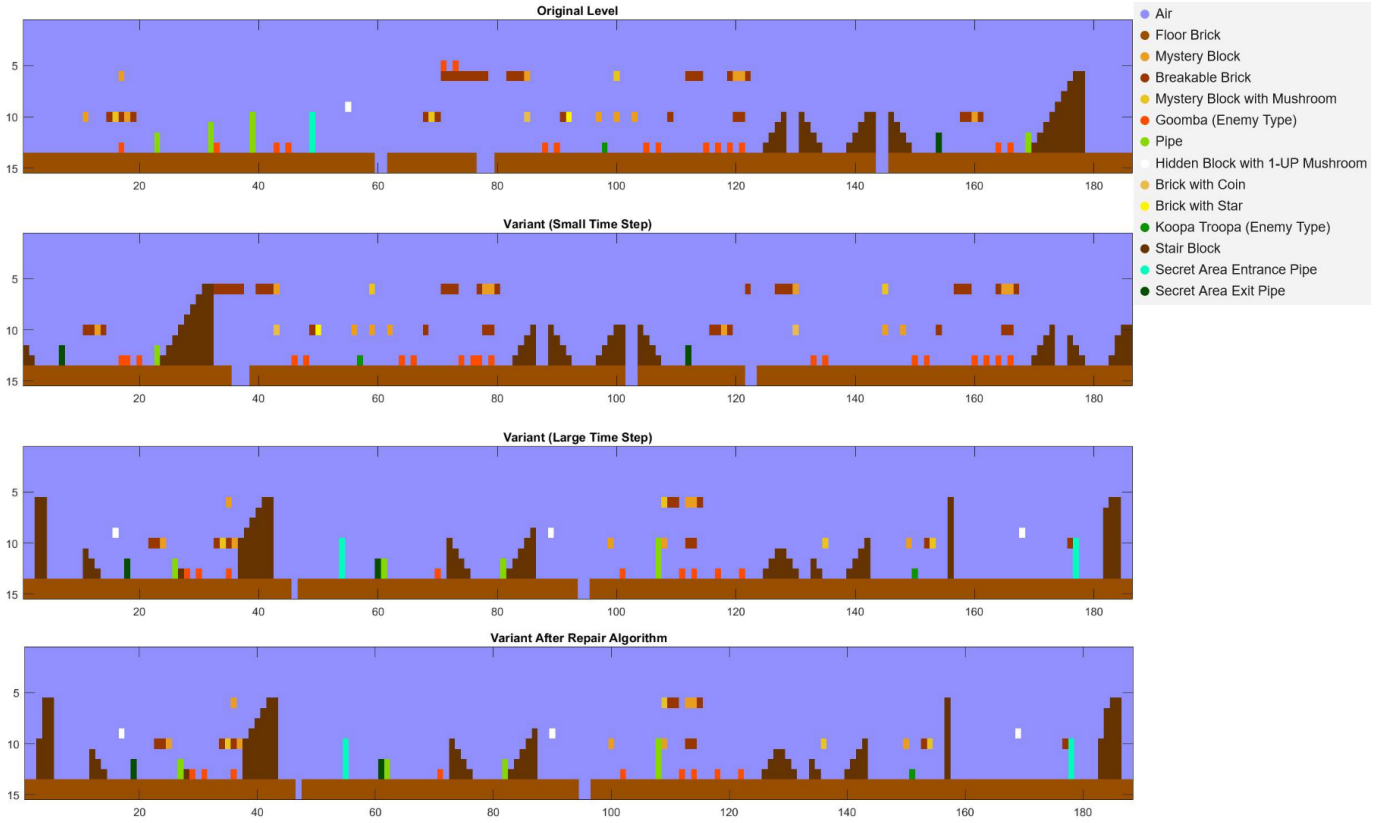 Original Level
5
10
15
20 40 60 80 100 120 140 160 180
Variant (Small Time Step)
5
10
15
20 40 60 80 100 120 140 160 180
Variant (Large Time Step)
5
10
15
20 40 60 80 100 120 140 160 180
Variant After Repair Algorithm
5
10
15
20 40 60 80 100 120 140 160 180
Air
Floor Brick
Mystery Block
Breakable Brick
Mystery Block with Mushroom
Goomba (Enemy Type)
Pipe
Hidden Block with 1-UP Mushroom
Brick with Coin
Brick with Star
Koopa Troopa (Enemy Type)
Stair Block
Secret Area Entrance Pipe
Secret Area Exit Pipe